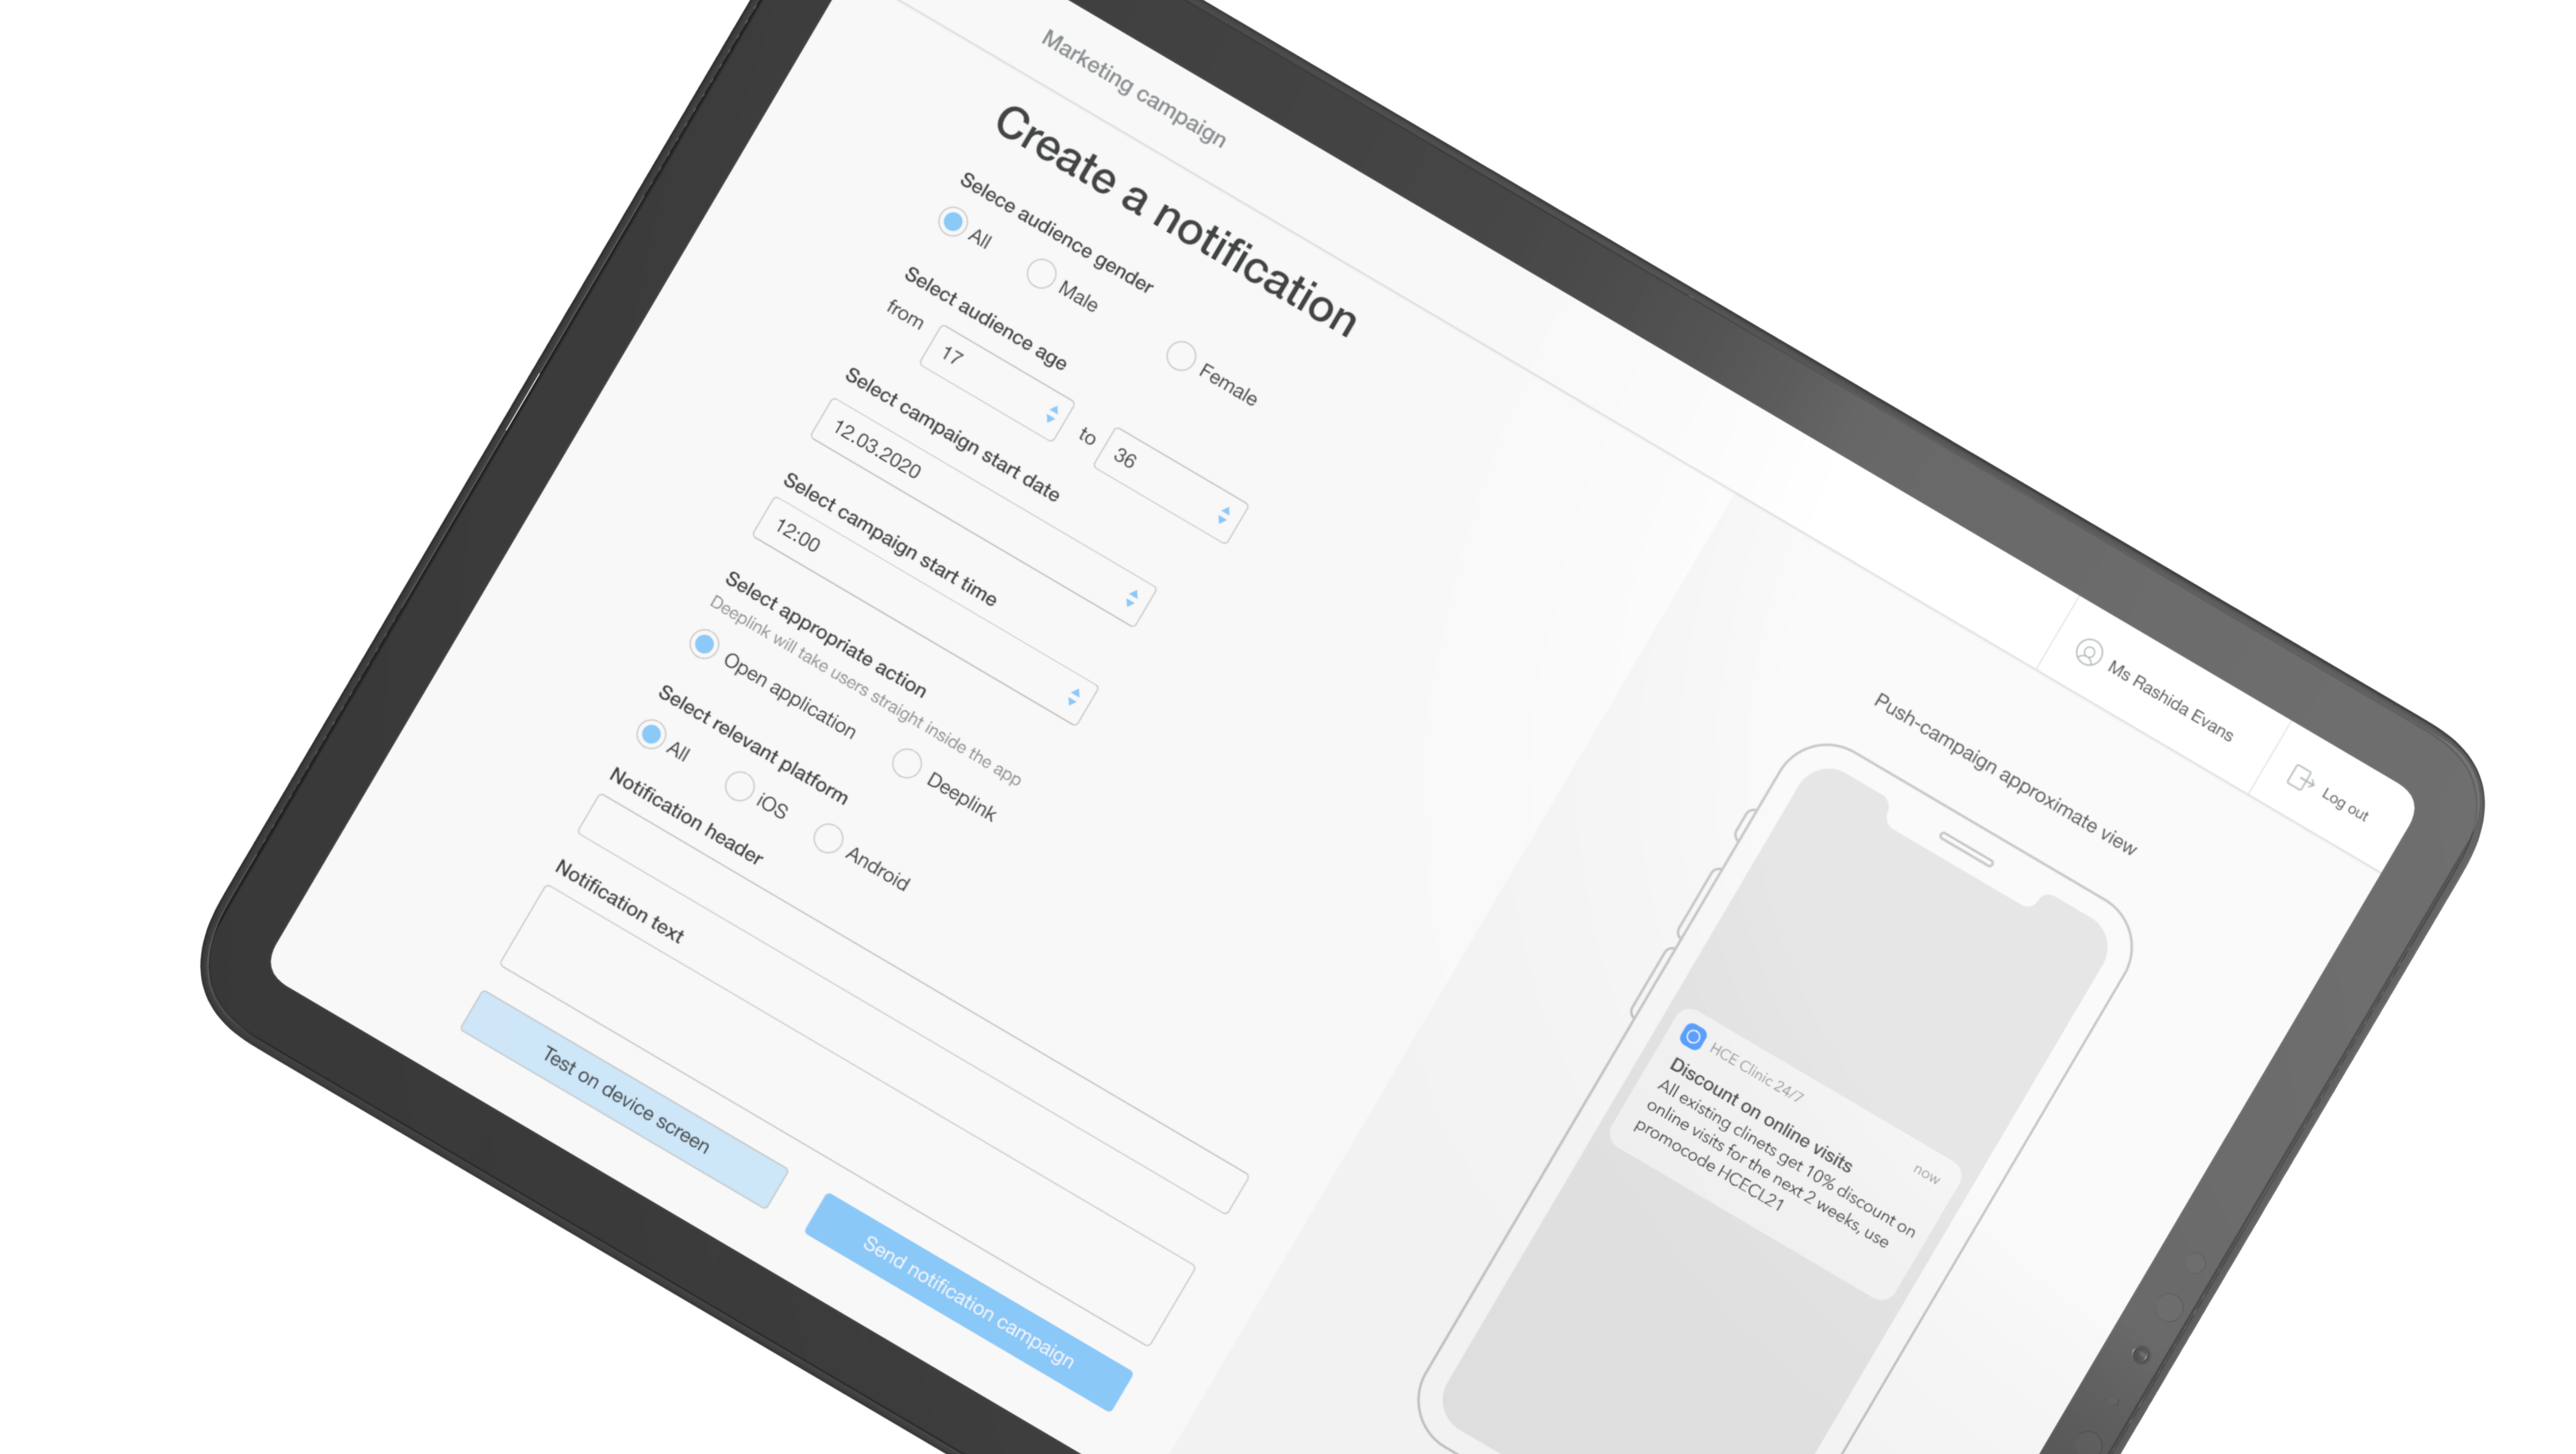 Marketing campaign
Ms Rashida Evans
Log out
Create a notification
Selece audience gender
All
Male
Female
Select audience age
from
17
to
36
Select campaign start date
12.03.2020
Select campaign start time
12:00
Select appropriate action
Deeplink will take users straight inside the app
Open application
Deeplink
Select relevant platform
All
iOS
Android
Notification header
Notification text
Test on device screen
Send notification campaign
Push-campaign approximate view
HCE Clinic 24/7
now
Discount on online visits
All existing clinets get 10% discount on
online visits for the next 2 weeks, use
promocode HCECL21